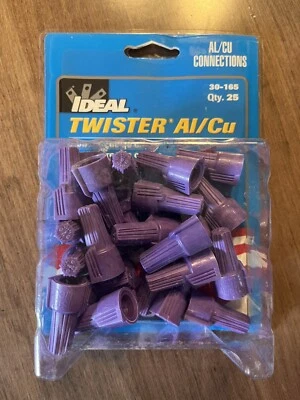 AL/CU
CONNECTIONS
30-165
Qty. 25
IDEAL
TWISTER® Al/Cu